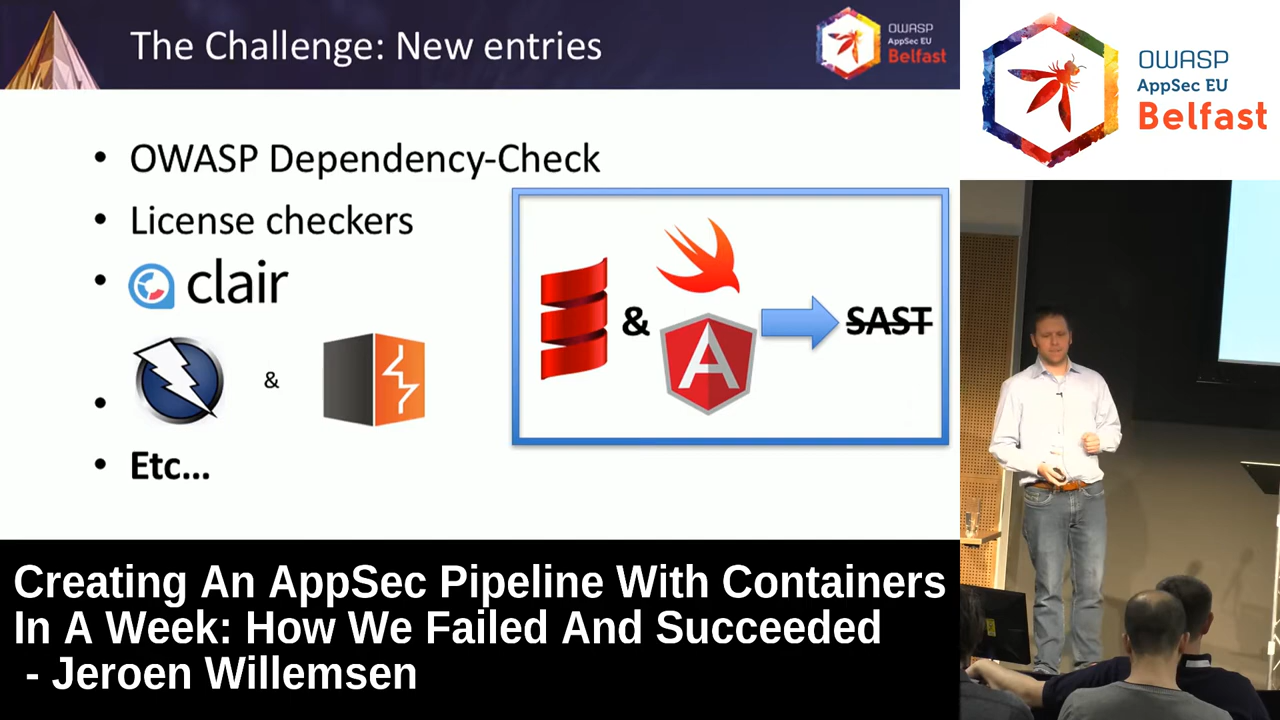 The Challenge: New entries
OWASP
AppSec EU
Belfast
OWASP
AppSec EU
Belfast
• OWASP Dependency-Check
• License checkers
• clair
• &
• Etc...
& SAST
Creating An AppSec Pipeline With Containers
In A Week: How We Failed And Succeeded
- Jeroen Willemsen